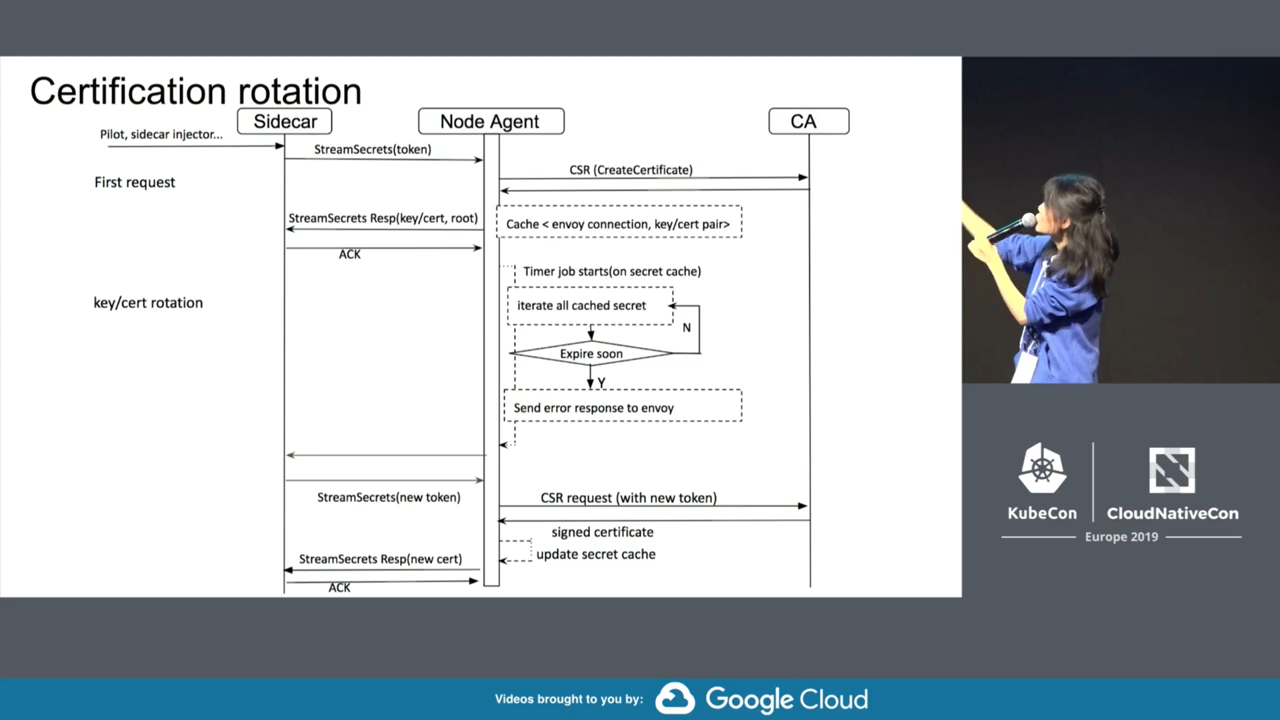 Certification rotation
Sidecar
Node Agent
CA
Pilot, sidecar injector...
StreamSecrets(token)
CSR (CreateCertificate)
First request
StreamSecrets Resp(key/cert, root)
Cache < envoy connection, key/cert pair>
ACK
Timer job starts(on secret cache)
key/cert rotation
iterate all cached secret
N
Expire soon
Y
Send error response to envoy
StreamSecrets(new token)
CSR request (with new token)
signed certificate
update secret cache
StreamSecrets Resp(new cert)
ACK
KubeCon
CloudNativeCon
Europe 2019
Videos brought to you by:
Google Cloud